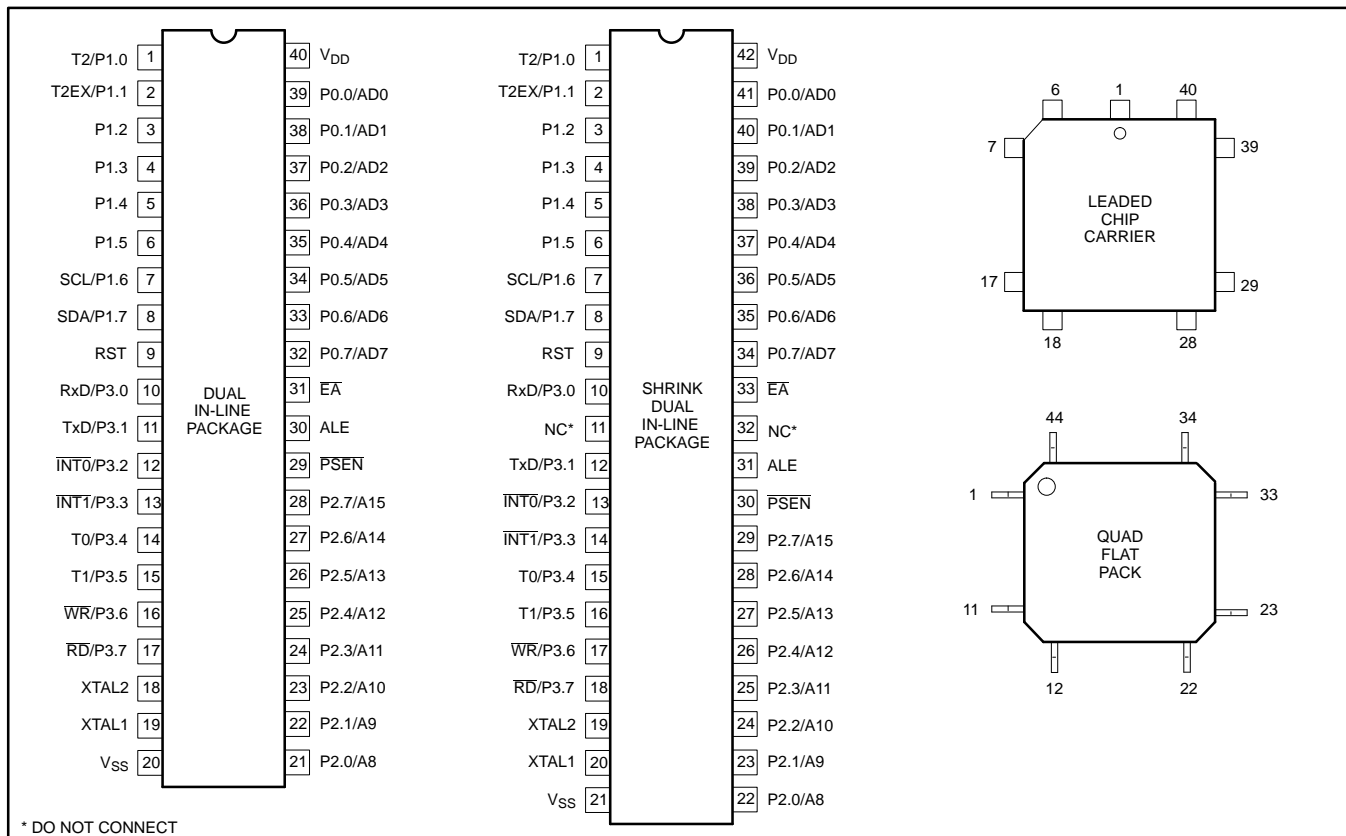 T2/P1.0 1 40 VDD
T2EX/P1.1 2 39 P0.0/AD0
P1.2 3 38 P0.1/AD1
P1.3 4 37 P0.2/AD2
P1.4 5 36 P0.3/AD3
P1.5 6 35 P0.4/AD4
SCL/P1.6 7 34 P0.5/AD5
SDA/P1.7 8 33 P0.6/AD6
RST 9 32 P0.7/AD7
RxD/P3.0 10 31 E̅A̅
TxD/P3.1 11 30 ALE
I̅N̅T̅0̅/P3.2 12 29 P̅S̅E̅N̅
I̅N̅T̅1̅/P3.3 13 28 P2.7/A15
T0/P3.4 14 27 P2.6/A14
T1/P3.5 15 26 P2.5/A13
W̅R̅/P3.6 16 25 P2.4/A12
R̅D̅/P3.7 17 24 P2.3/A11
XTAL2 18 23 P2.2/A10
XTAL1 19 22 P2.1/A9
VSS 20 21 P2.0/A8
DUAL
IN-LINE
PACKAGE
T2/P1.0 1 42 VDD
T2EX/P1.1 2 41 P0.0/AD0
P1.2 3 40 P0.1/AD1
P1.3 4 39 P0.2/AD2
P1.4 5 38 P0.3/AD3
P1.5 6 37 P0.4/AD4
SCL/P1.6 7 36 P0.5/AD5
SDA/P1.7 8 35 P0.6/AD6
RST 9 34 P0.7/AD7
RxD/P3.0 10 33 E̅A̅
NC* 11 32 NC*
TxD/P3.1 12 31 ALE
I̅N̅T̅0̅/P3.2 13 30 P̅S̅E̅N̅
I̅N̅T̅1̅/P3.3 14 29 P2.7/A15
T0/P3.4 15 28 P2.6/A14
T1/P3.5 16 27 P2.5/A13
W̅R̅/P3.6 17 26 P2.4/A12
R̅D̅/P3.7 18 25 P2.3/A11
XTAL2 19 24 P2.2/A10
XTAL1 20 23 P2.1/A9
VSS 21 22 P2.0/A8
SHRINK
DUAL
IN-LINE
PACKAGE
6 1 40
7 39
LEADED
CHIP
CARRIER
17 29
18 28
44 34
1 33
QUAD
FLAT
PACK
11 23
12 22
* DO NOT CONNECT